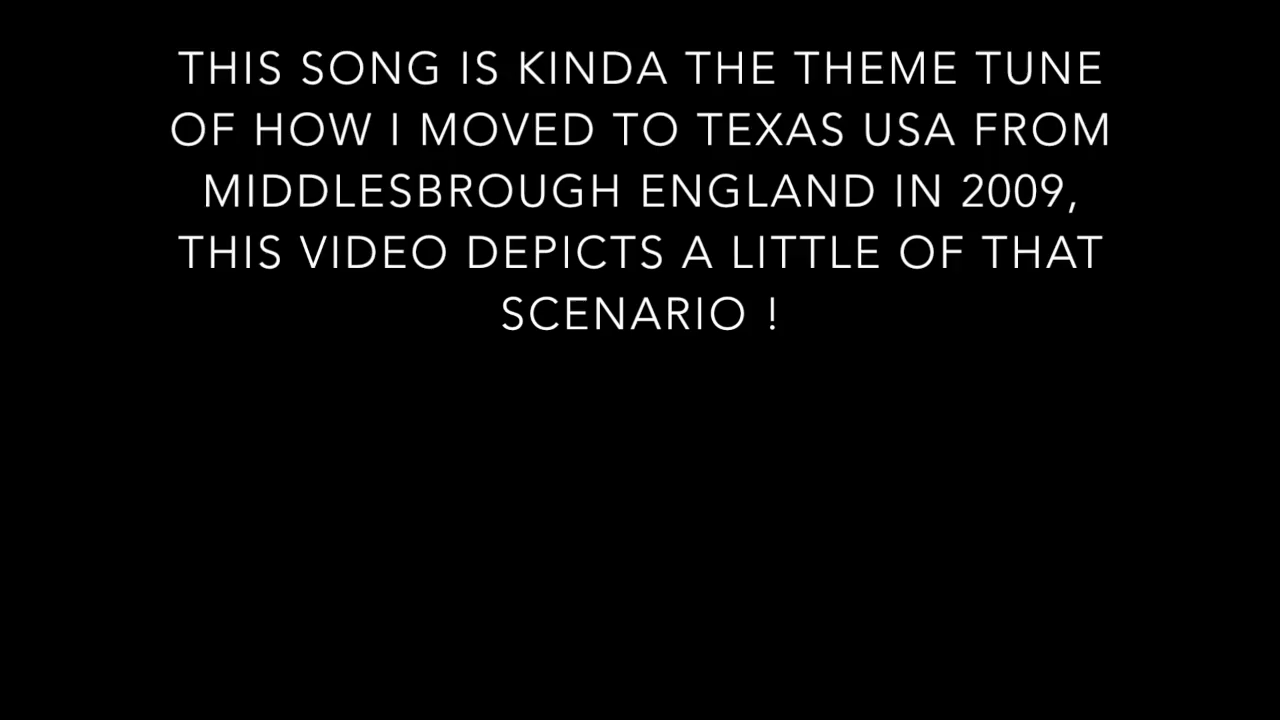 THIS SONG IS KINDA THE THEME TUNE
OF HOW I MOVED TO TEXAS USA FROM
MIDDLESBROUGH ENGLAND IN 2009,
THIS VIDEO DEPICTS A LITTLE OF THAT
SCENARIO !